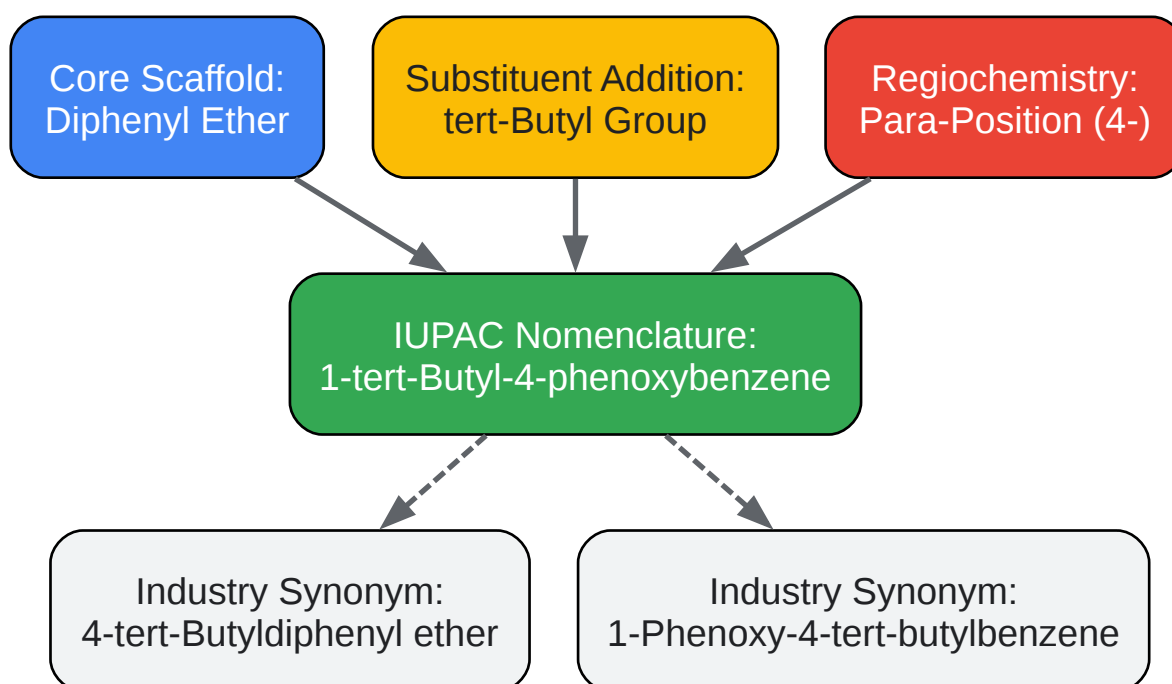 Core Scaffold:
Diphenyl Ether
Substituent Addition:
tert-Butyl Group
Regiochemistry:
Para-Position (4-)
IUPAC Nomenclature:
1-tert-Butyl-4-phenoxybenzene
Industry Synonym:
4-tert-Butyldiphenyl ether
Industry Synonym:
1-Phenoxy-4-tert-butylbenzene